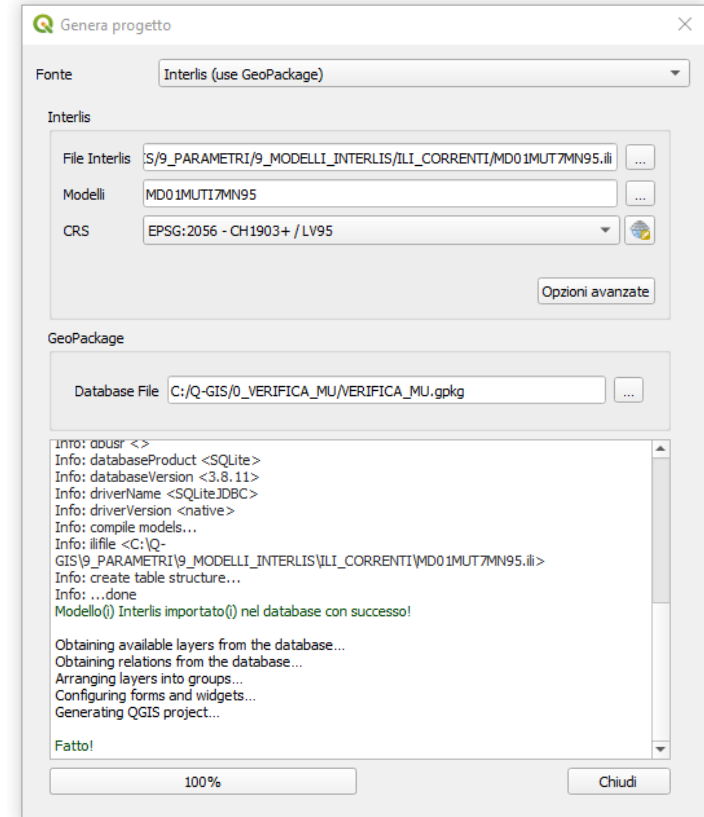 Genera progetto
Fonte Interlis (use GeoPackage)
Interlis
File Interlis :S/9_PARAMETRI/9_MODELLI_INTERLIS/ILI_CORRENTI/MD01MUT7MN95.ili ...
Modelli MD01MUTI7MN95 ...
CRS EPSG:2056 - CH1903+ / LV95
Opzioni avanzate
GeoPackage
Database File C:/Q-GIS/0_VERIFICA_MU/VERIFICA_MU.gpkg ...
Info: dbusr <>
Info: databaseProduct <SQLite>
Info: databaseVersion <3.8.11>
Info: driverName <SQLiteJDBC>
Info: driverVersion <native>
Info: compile models...
Info: ilifile <C:\Q-
GIS\9_PARAMETRI\9_MODELLI_INTERLIS\ILI_CORRENTI\MD01MUT7MN95.ili>
Info: create table structure...
Info: ...done
Modello(i) Interlis importato(i) nel database con successo!
Obtaining available layers from the database...
Obtaining relations from the database...
Arranging layers into groups...
Configuring forms and widgets...
Generating QGIS project...
Fatto!
100% Chiudi